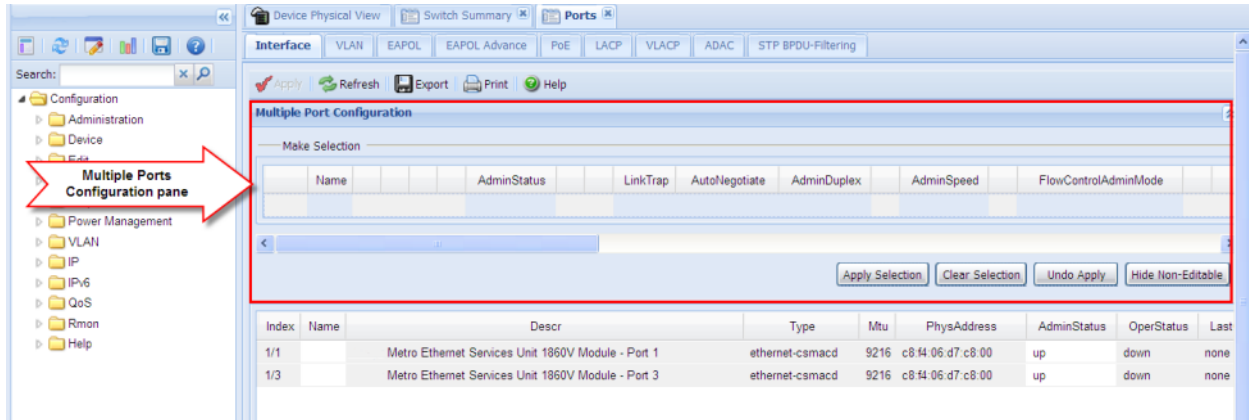 Device Physical View
Switch Summary
Ports
Search:
Configuration
Administration
Device
Edit
Multiple Ports
Configuration pane
Power Management
VLAN
IP
IPv6
QoS
Rmon
Help
Interface VLAN EAPOL EAPOL Advance PoE LACP VLACP ADAC STP BPDU-Filtering
Apply Refresh Export Print Help
Multiple Port Configuration
Make Selection
Name AdminStatus LinkTrap AutoNegotiate AdminDuplex AdminSpeed FlowControlAdminMode
Apply Selection Clear Selection Undo Apply Hide Non-Editable
Index Name Descr Type Mtu PhysAddress AdminStatus OperStatus Last
1/1 Metro Ethernet Services Unit 1860V Module - Port 1 ethernet-csmacd 9216 c8:f4:06:d7:c8:00 up down none
1/3 Metro Ethernet Services Unit 1860V Module - Port 3 ethernet-csmacd 9216 c8:f4:06:d7:c8:00 up down none